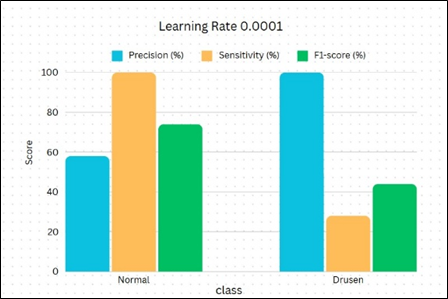 Learning Rate 0.0001
Precision (%) Sensitivity (%) F1-score (%)
100
80
60
40
20
0
Score
Normal Drusen
class